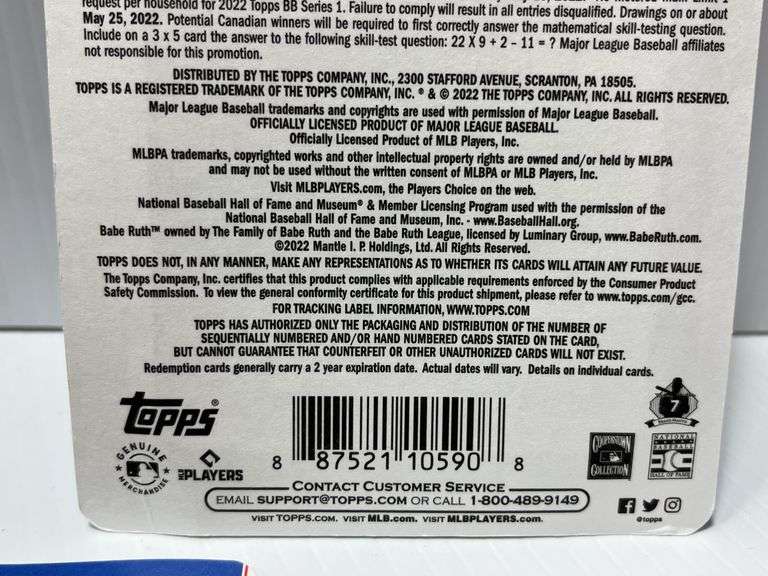 request per household for 2022 Topps BB Series 1. Failure to comply will result in all entries disqualified. Drawings on or about
May 25, 2022. Potential Canadian winners will be required to first correctly answer the mathematical skill-testing question.
Include on a 3 x 5 card the answer to the following skill-test question: 22 X 9 + 2 – 11 = ? Major League Baseball affiliates
not responsible for this promotion.
DISTRIBUTED BY THE TOPPS COMPANY, INC., 2300 STAFFORD AVENUE, SCRANTON, PA 18505.
TOPPS IS A REGISTERED TRADEMARK OF THE TOPPS COMPANY, INC. ® & © 2022 THE TOPPS COMPANY, INC. ALL RIGHTS RESERVED.
Major League Baseball trademarks and copyrights are used with permission of Major League Baseball.
OFFICIALLY LICENSED PRODUCT OF MAJOR LEAGUE BASEBALL.
Officially Licensed Product of MLB Players, Inc.
MLBPA trademarks, copyrighted works and other intellectual property rights are owned and/or held by MLBPA
and may not be used without the written consent of MLBPA or MLB Players, Inc.
Visit MLBPLAYERS.com, the Players Choice on the web.
National Baseball Hall of Fame and Museum® & Member Licensing Program used with the permission of the
National Baseball Hall of Fame and Museum, Inc. - www.BaseballHall.org.
Babe Ruth™ owned by The Family of Babe Ruth and the Babe Ruth League, licensed by Luminary Group, www.BabeRuth.com.
©2022 Mantle I. P. Holdings, Ltd. All Rights Reserved.
TOPPS DOES NOT, IN ANY MANNER, MAKE ANY REPRESENTATIONS AS TO WHETHER ITS CARDS WILL ATTAIN ANY FUTURE VALUE.
The Topps Company, Inc. certifies that this product complies with applicable requirements enforced by the Consumer Product
Safety Commission. To view the general conformity certificate for this product shipment, please refer to www.topps.com/gcc.
FOR TRACKING LABEL INFORMATION, WWW.TOPPS.COM
TOPPS HAS AUTHORIZED ONLY THE PACKAGING AND DISTRIBUTION OF THE NUMBER OF
SEQUENTIALLY NUMBERED AND/OR HAND NUMBERED CARDS STATED ON THE CARD,
BUT CANNOT GUARANTEE THAT COUNTERFEIT OR OTHER UNAUTHORIZED CARDS WILL NOT EXIST.
Redemption cards generally carry a 2 year expiration date. Actual dates will vary. Details on individual cards.
topps®
GENUINE MERCHANDISE
PLAYERS
8 87521 10590 8
7
COOPERSTOWN COLLECTION
NATIONAL BASEBALL HALL OF FAME
CONTACT CUSTOMER SERVICE
EMAIL SUPPORT@TOPPS.COM OR CALL 1-800-489-9149
VISIT TOPPS.COM. VISIT MLB.com. VISIT MLBPLAYERS.com.
@topps